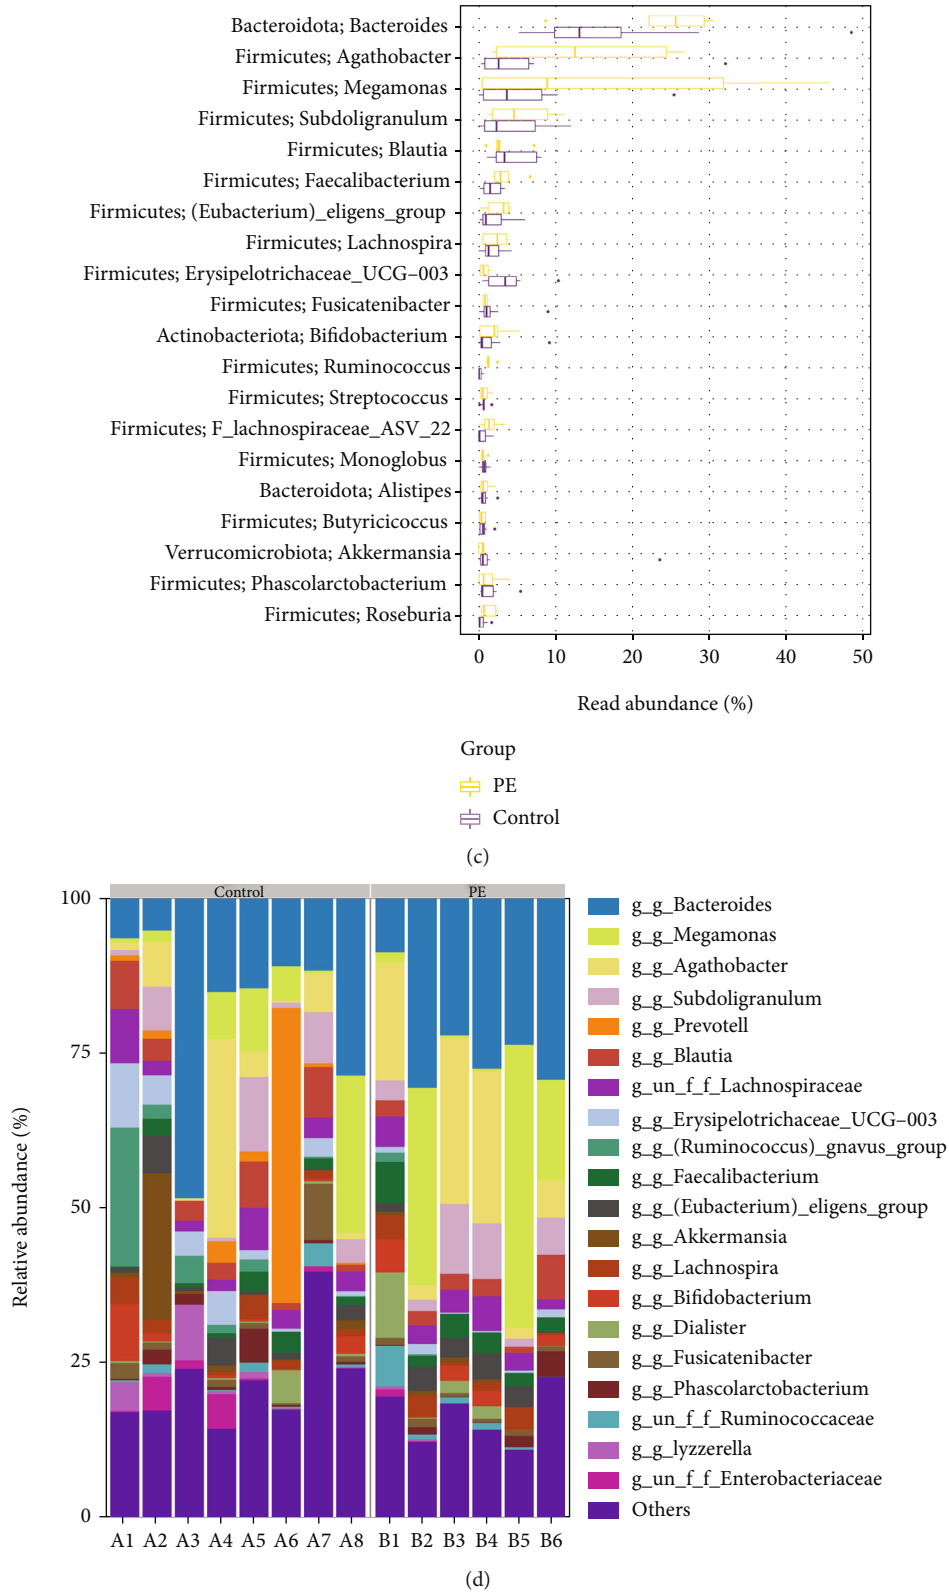 Bacteroidota; Bacteroides
Firmicutes; Agathobacter
Firmicutes; Megamonas
Firmicutes; Subdoligranulum
Firmicutes; Blautia
Firmicutes; Faecalibacterium
Firmicutes; (Eubacterium)_eligens_group
Firmicutes; Lachnospira
Firmicutes; Erysipelotrichaceae_UCG–003
Firmicutes; Fusicatenibacter
Actinobacteriota; Bifidobacterium
Firmicutes; Ruminococcus
Firmicutes; Streptococcus
Firmicutes; F_lachnospiraceae_ASV_22
Firmicutes; Monoglobus
Bacteroidota; Alistipes
Firmicutes; Butyricicoccus
Verrucomicrobiota; Akkermansia
Firmicutes; Phascolarctobacterium
Firmicutes; Roseburia
0 10 20 30 40 50
Read abundance (%)
Group
PE
Control
(c)
Control PE
Relative abundance (%)
100
75
50
25
0
A1 A2 A3 A4 A5 A6 A7 A8 B1 B2 B3 B4 B5 B6
g_g_Bacteroides
g_g_Megamonas
g_g_Agathobacter
g_g_Subdoligranulum
g_g_Prevotell
g_g_Blautia
g_un_f_f_Lachnospiraceae
g_g_Erysipelotrichaceae_UCG–003
g_g_(Ruminococcus)_gnavus_group
g_g_Faecalibacterium
g_g_(Eubacterium)_eligens_group
g_g_Akkermansia
g_g_Lachnospira
g_g_Bifidobacterium
g_g_Dialister
g_g_Fusicatenibacter
g_g_Phascolarctobacterium
g_un_f_f_Ruminococcaceae
g_g_lyzzerella
g_un_f_f_Enterobacteriaceae
Others
(d)